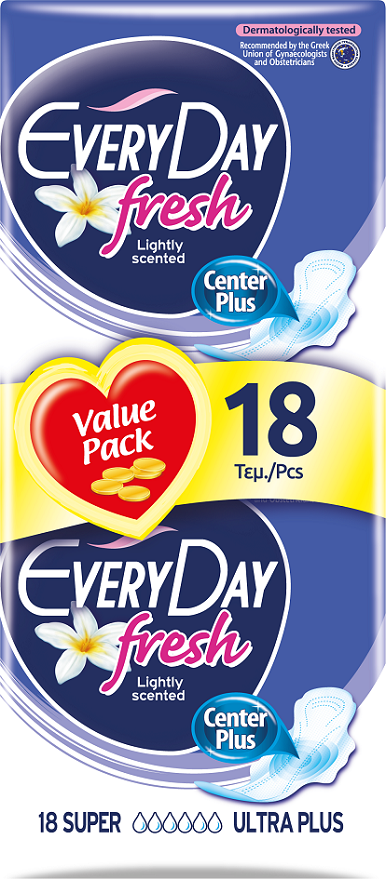 Dermatologically tested
Recommended by the Greek
Union of Gynaecologists
and Obstetricians
EVERYDAY
fresh
Lightly
scented
Center
Plus
Value
Pack
18
Τεμ./Pcs
EVERYDAY
fresh
Lightly
scented
Center
Plus
18 SUPER ULTRA PLUS